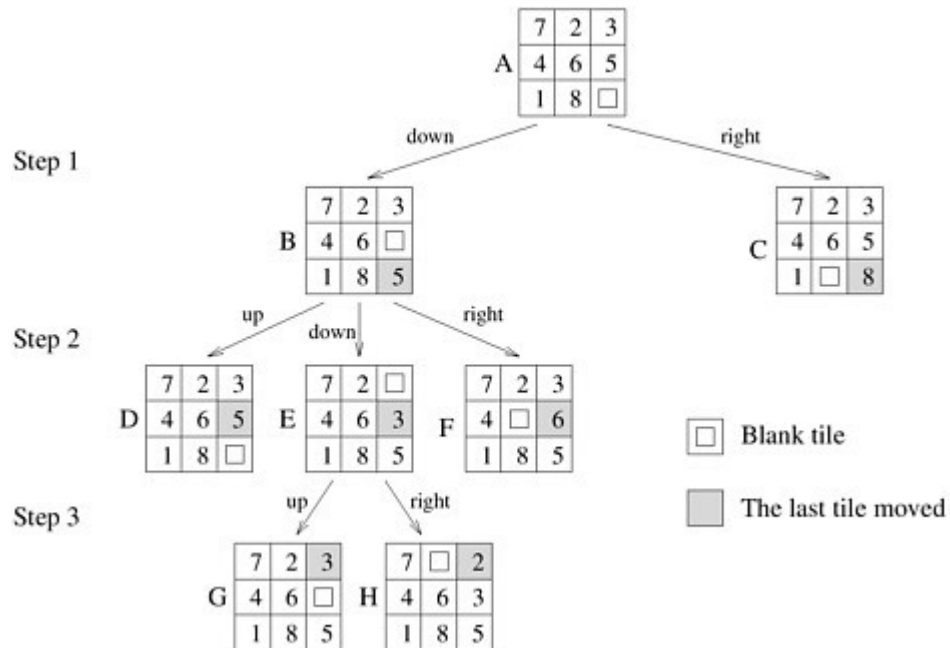 7 2 3
A 4 6 5
1 8
down right
Step 1
7 2 3
B 4 6
1 8 5
7 2 3
C 4 6 5
1 8
up down right
Step 2
7 2 3
D 4 6 5
1 8
7 2
E 4 6 3
1 8 5
7 2 3
F 4 6
1 8 5
Blank tile
The last tile moved
up right
Step 3
7 2 3
G 4 6
1 8 5
7 2
H 4 6 3
1 8 5